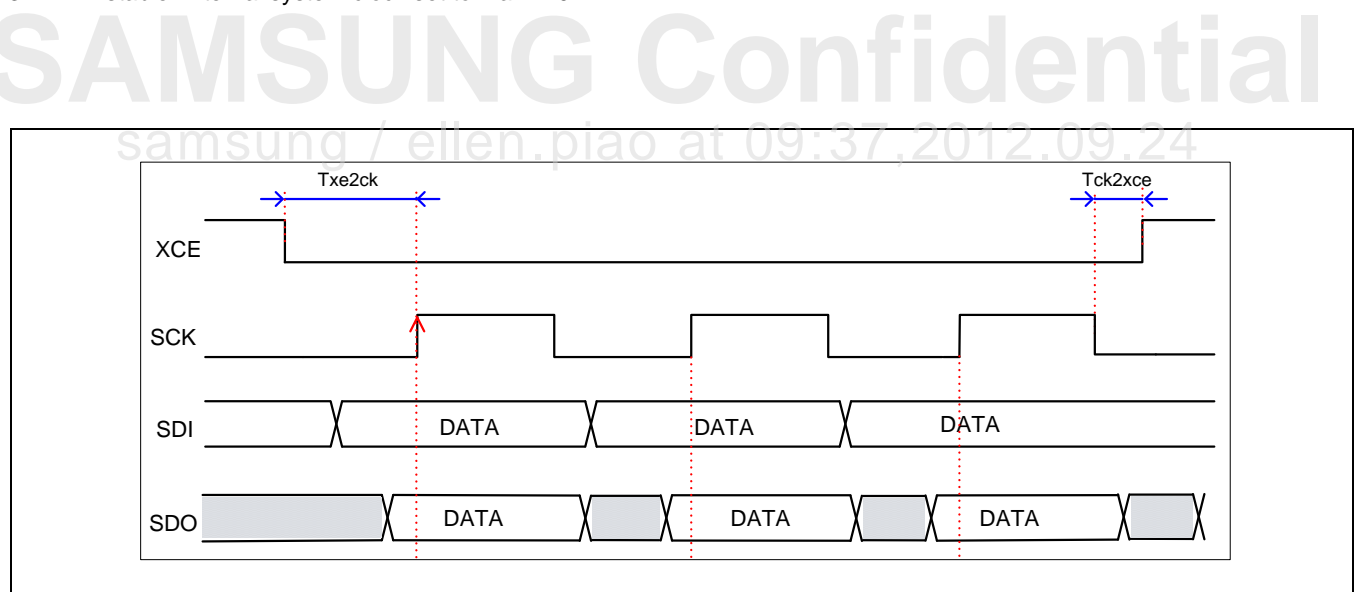 SAMSUNG Confidential
samsung / ellen.piao at 09:37,2012.09.24
Txe2ck Tck2xce
XCE
SCK
SDI DATA DATA DATA
SDO DATA DATA DATA